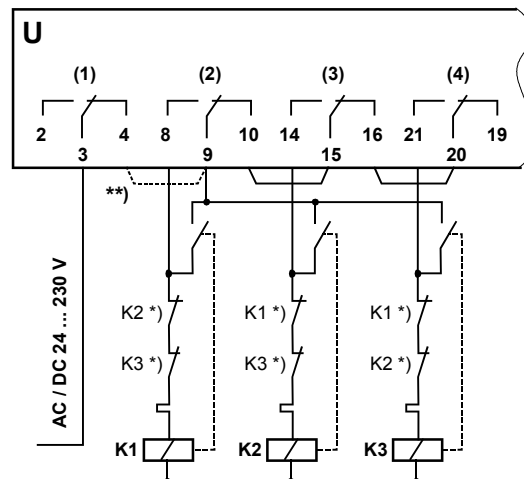 U
(1) (2) (3) (4)
2 4 8 10 14 16 21 19
3 9 15 20
**)
AC / DC 24 ... 230 V
K2 *) K1 *) K1 *)
K3 *) K3 *) K2 *)
K1 K2 K3